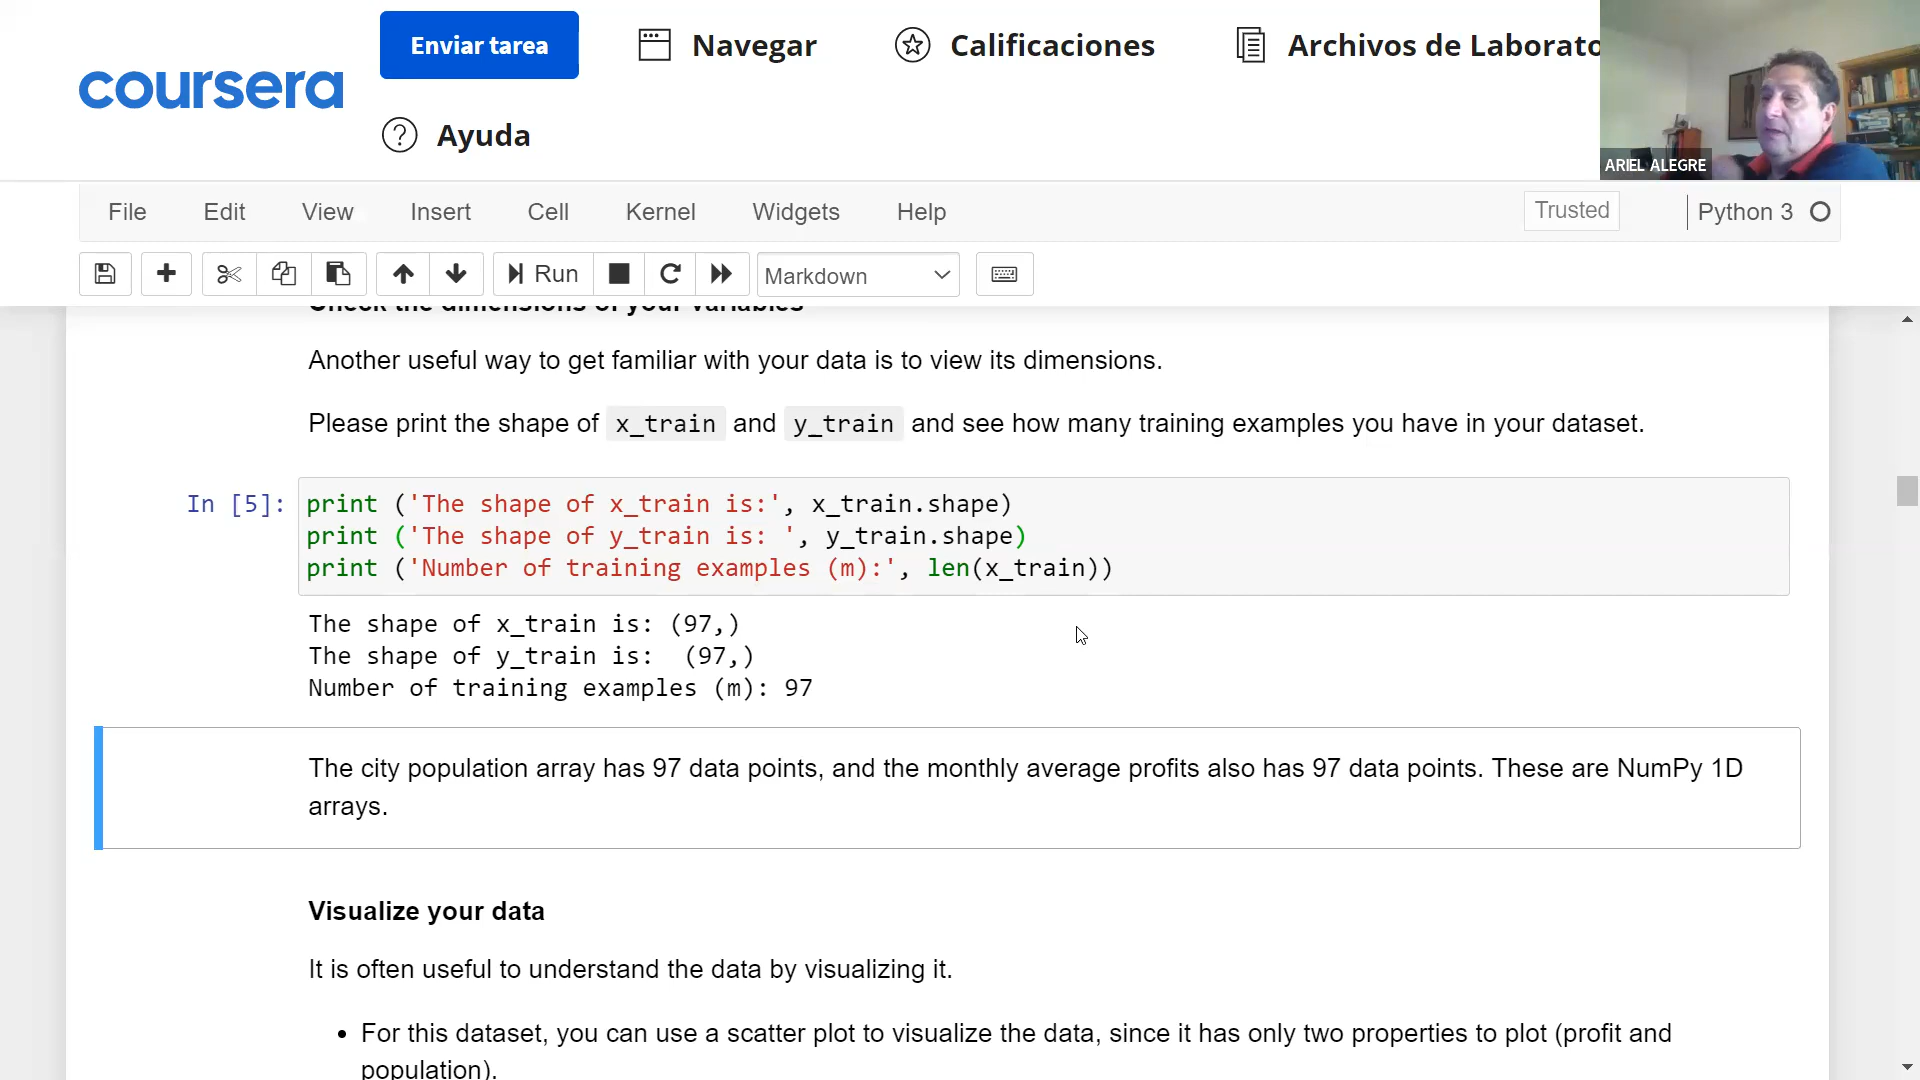 Enviar tarea
Navegar
Calificaciones
Archivos de Laborato
coursera
Ayuda
ARIEL ALEGRE
File Edit View Insert Cell Kernel Widgets Help Trusted Python 3
Run Markdown
Check the dimensions of your variables
Another useful way to get familiar with your data is to view its dimensions.
Please print the shape of x_train and y_train and see how many training examples you have in your dataset.
In [5]: print ('The shape of x_train is:', x_train.shape)
print ('The shape of y_train is: ', y_train.shape)
print ('Number of training examples (m):', len(x_train))
The shape of x_train is: (97,)
The shape of y_train is:  (97,)
Number of training examples (m): 97
The city population array has 97 data points, and the monthly average profits also has 97 data points. These are NumPy 1D
arrays.
Visualize your data
It is often useful to understand the data by visualizing it.
• For this dataset, you can use a scatter plot to visualize the data, since it has only two properties to plot (profit and
population).